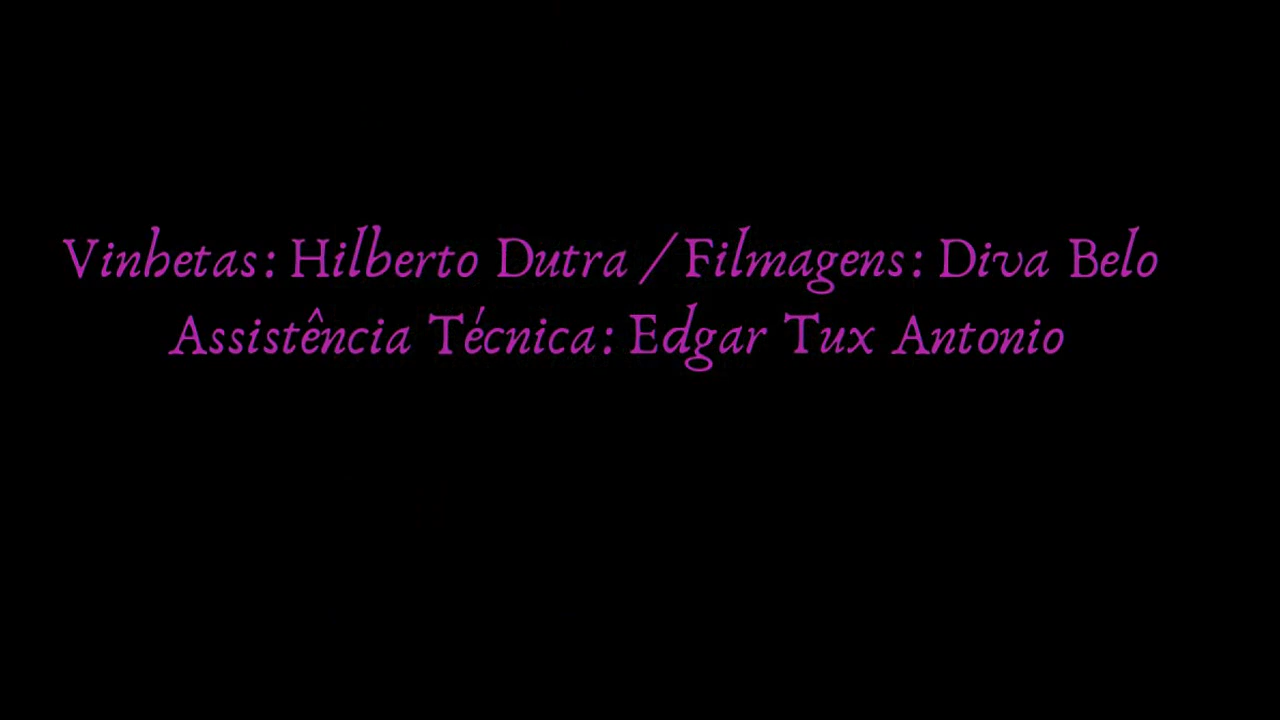 Vinhetas: Hilberto Dutra / Filmagens: Diva Belo
Assistência Técnica: Edgar Tux Antonio